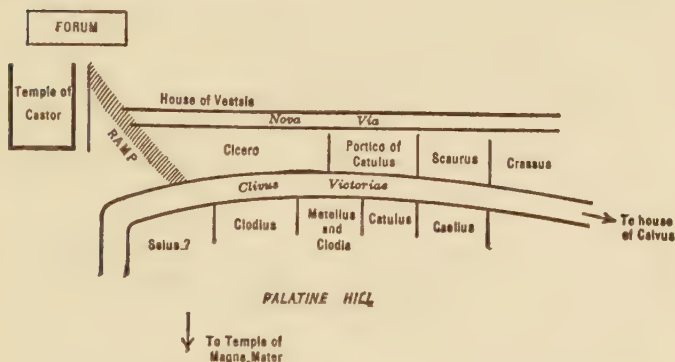 FORUM
Temple of
Castor
RAMP
House of Vestals
Nova Via
Cicero
Portico of
Catulus
Scaurus
Crassus
Clivus Victoriae
To house
of Calvus
Seius?
Clodius
Metellus
and
Clodia
Catulus
Caelius
PALATINE HILL
To Temple of
Magna Mater